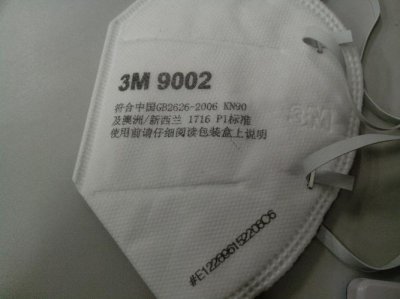 3M 9002
符合中国GB2626-2006 KN90
及澳洲/新西兰 1716 P1标准
使用前请仔细阅读包装盒上说明
3M